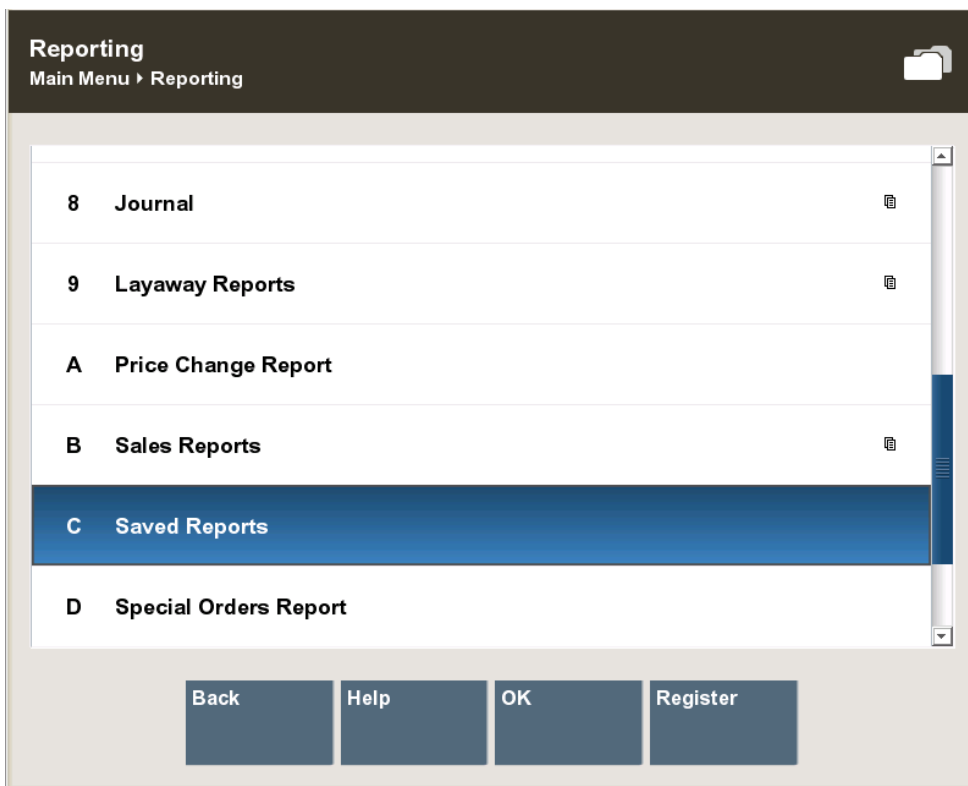 Reporting
Main Menu ▸ Reporting
8 Journal
9 Layaway Reports
A Price Change Report
B Sales Reports
C Saved Reports
D Special Orders Report
Back Help OK Register